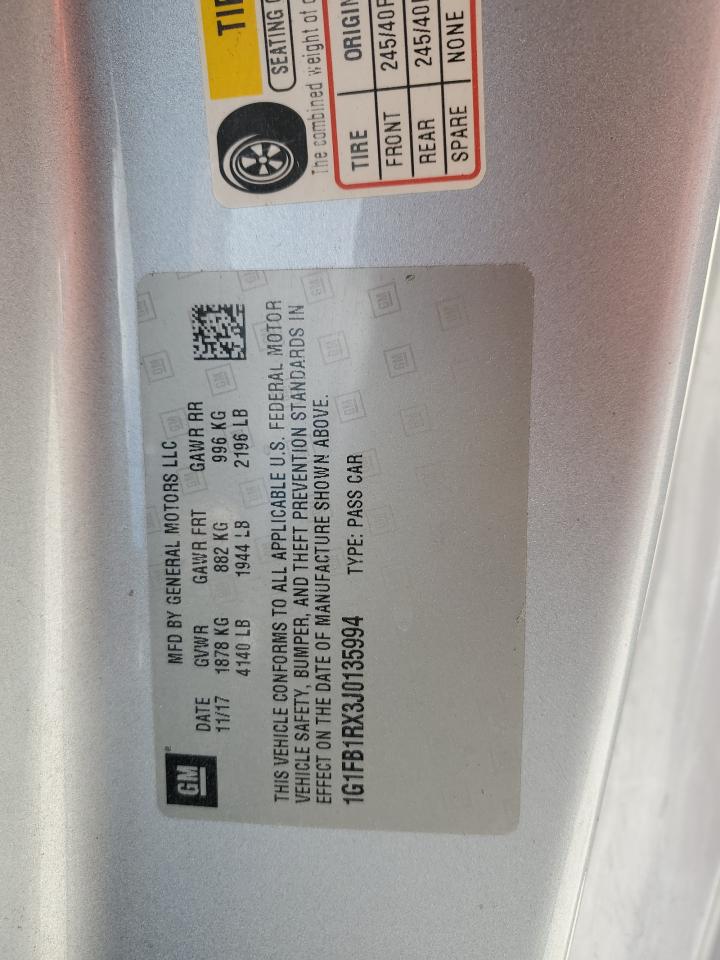 TIR
SEATING C
The combined weight of o
TIRE ORIGIN
FRONT 245/40R
REAR 245/40R
SPARE NONE
GM®
MFD BY GENERAL MOTORS LLC
DATE GVWR GAWR FRT GAWR RR
11/17 1878 KG 882 KG 996 KG
4140 LB 1944 LB 2196 LB
THIS VEHICLE CONFORMS TO ALL APPLICABLE U.S. FEDERAL MOTOR
VEHICLE SAFETY, BUMPER, AND THEFT PREVENTION STANDARDS IN
EFFECT ON THE DATE OF MANUFACTURE SHOWN ABOVE.
1G1FB1RX3J0135994 TYPE: PASS CAR